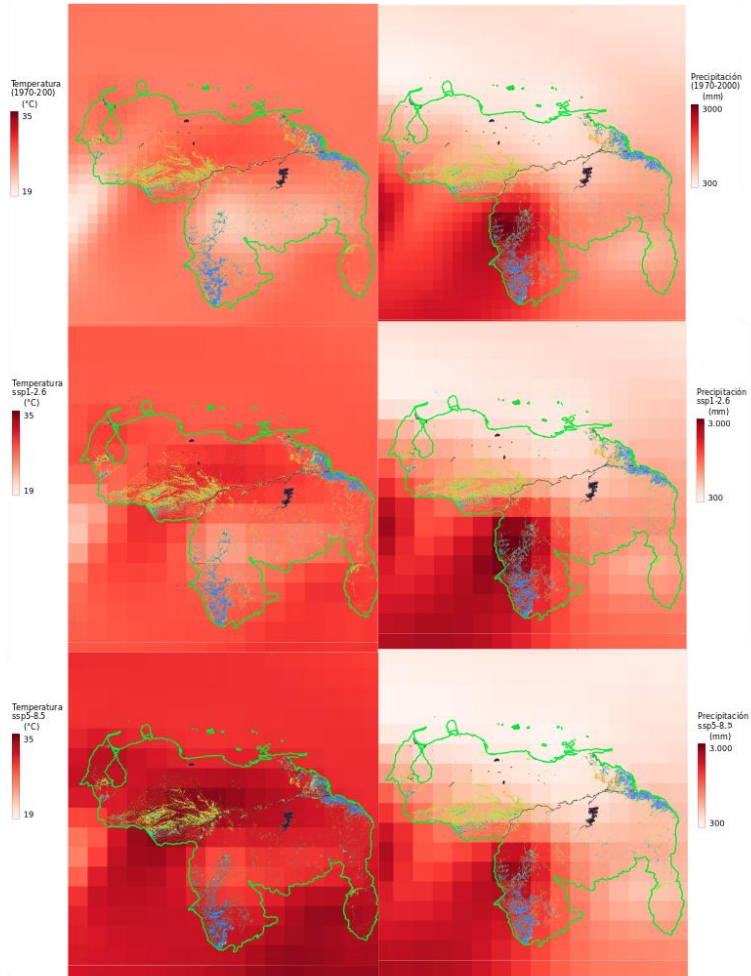 Temperatura
(1970-200)
(°C)
35
19
Precipitación
(1970-2000)
(mm)
3000
300
Temperatura
ssp1-2.6
(°C)
35
19
Precipitación
ssp1-2.6
(mm)
3.000
300
Temperatura
ssp5-8.5
(°C)
35
19
Precipitación
ssp5-8.5
(mm)
3.000
300